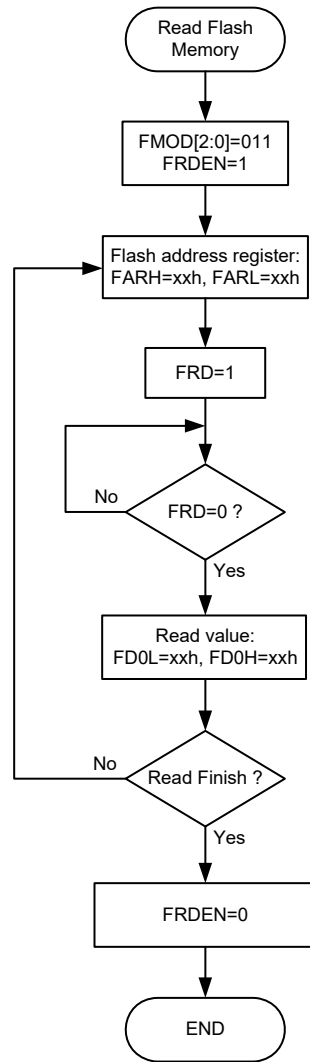 Read Flash
Memory
FMOD[2:0]=011
FRDEN=1
Flash address register:
FARH=xxh, FARL=xxh
FRD=1
No
FRD=0 ?
Yes
Read value:
FD0L=xxh, FD0H=xxh
No
Read Finish ?
Yes
FRDEN=0
END